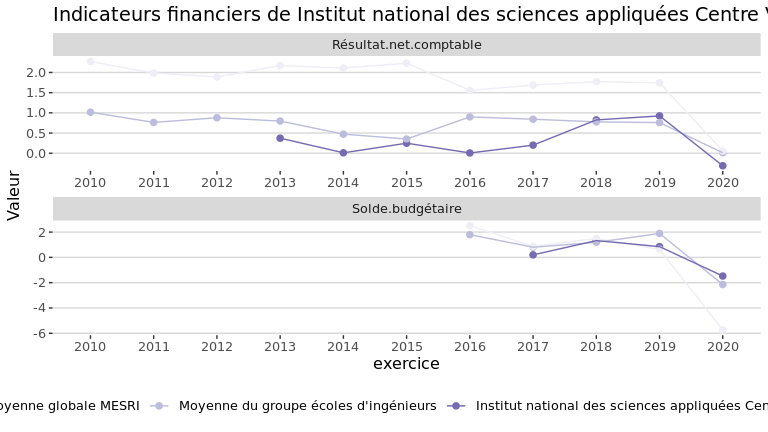 Indicateurs financiers de Institut national des sciences appliquées Centre
Résultat.net.comptable
2.0
1.5
1.0
0.5
0.0
2010 2011 2012 2013 2014 2015 2016 2017 2018 2019 2020
Valeur
Solde.budgétaire
2
0
-2
-4
-6
2010 2011 2012 2013 2014 2015 2016 2017 2018 2019 2020
exercice
oyenne globale MESRI Moyenne du groupe écoles d'ingénieurs Institut national des sciences appliquées Cen